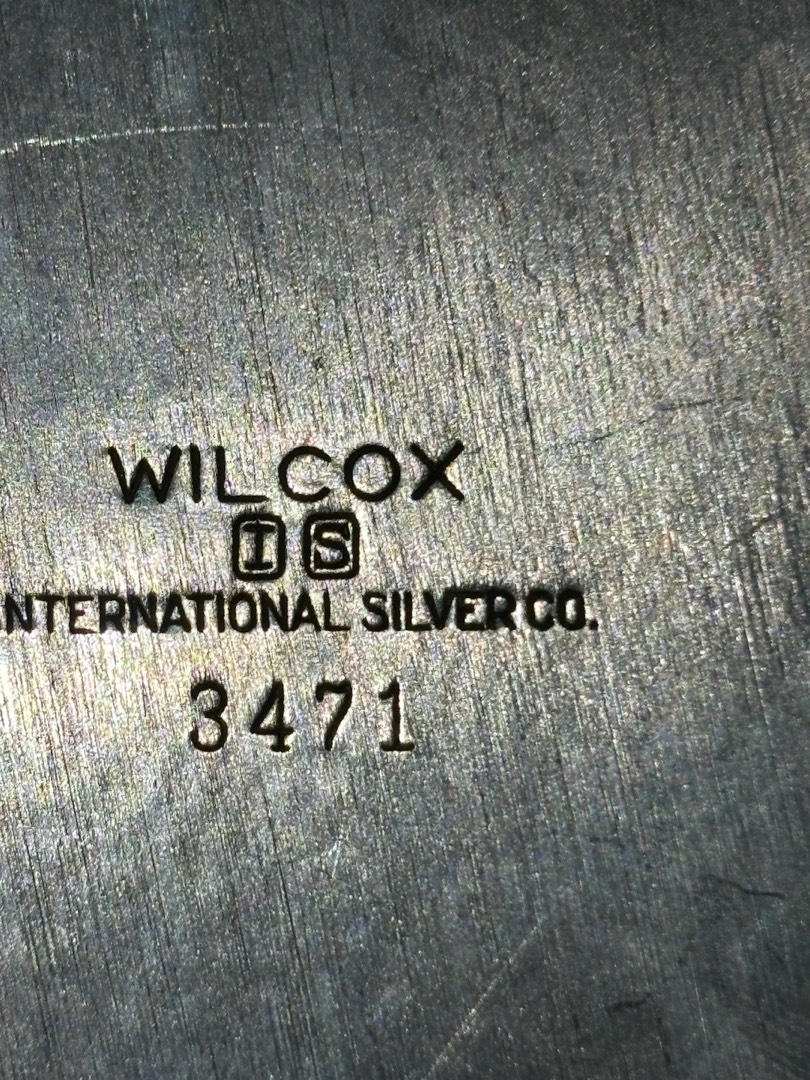 WILCOX
I S
NTERNATIONAL SILVER CO.
3471